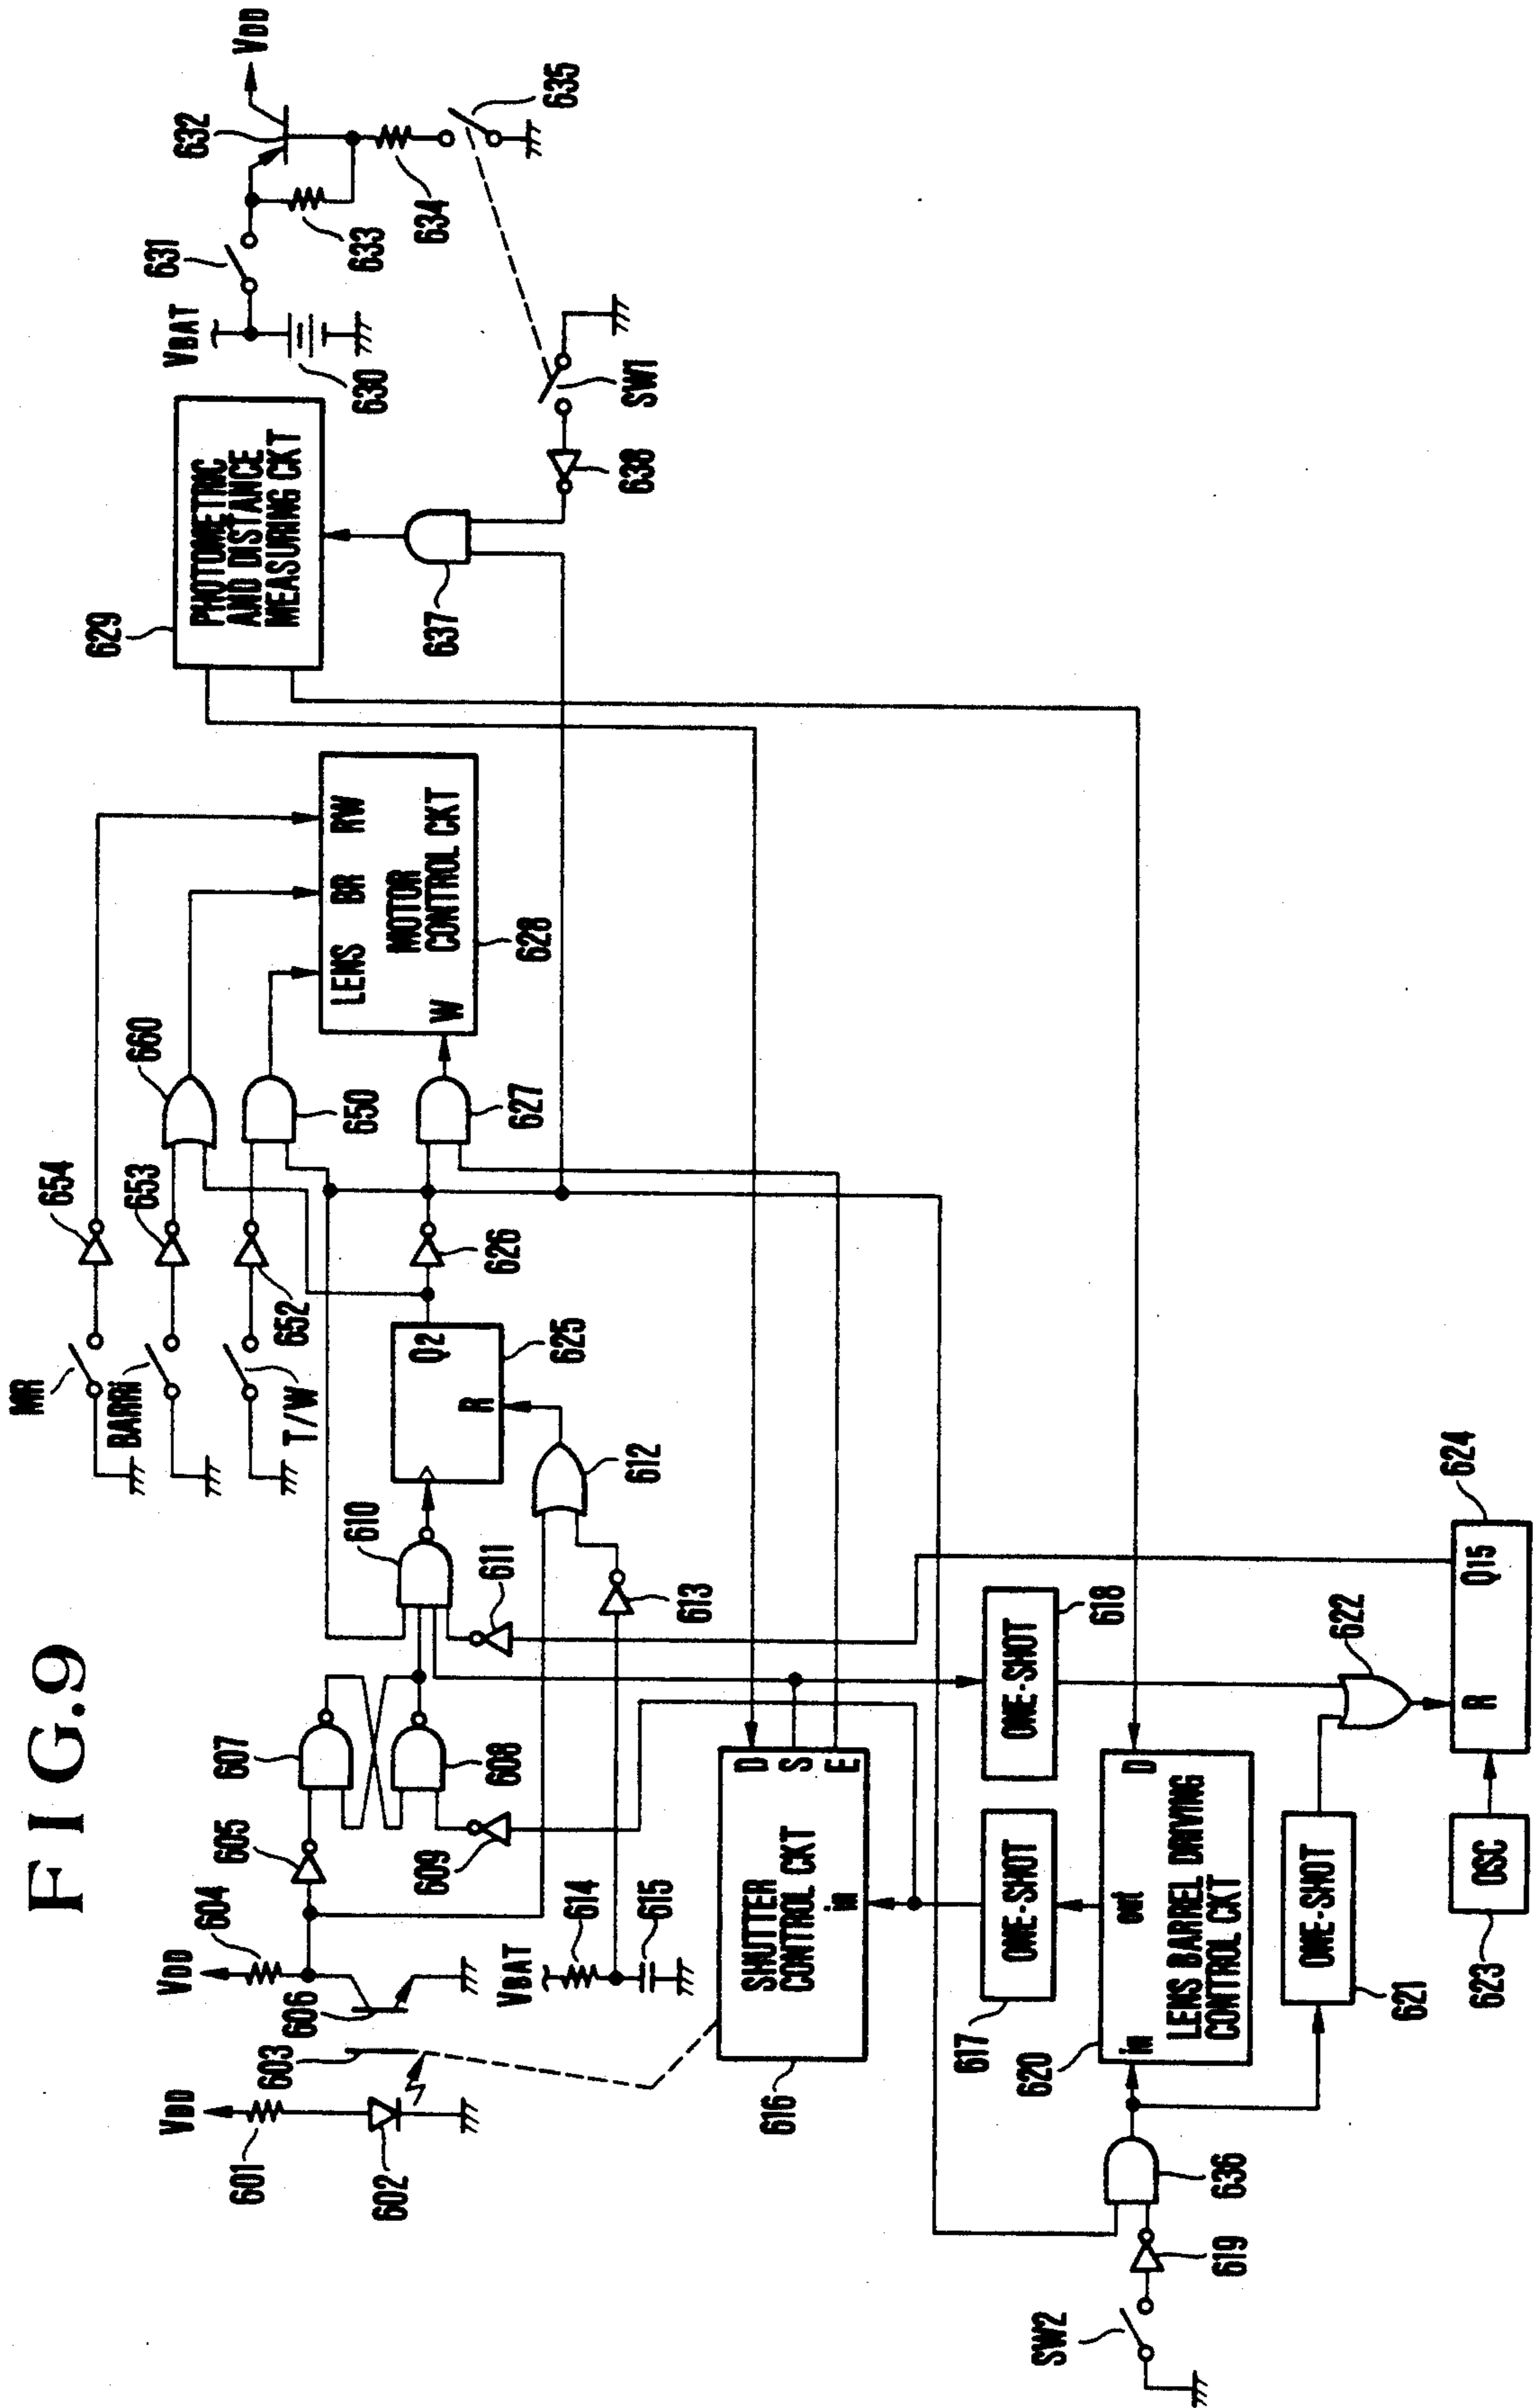 FIG.9
VDD
601
602
603
VDD
604
606
605
607
608
609
610
611
612
613
VBAT
614
615
SHUTTER
CONTROL CKT
in
D
S
E
616
ONE-SHOT
617
ONE-SHOT
618
SW2
619
636
in
out
D
LENS BARREL DRIVING
CONTROL CKT
620
ONE-SHOT
621
622
OSC
623
R
Q15
624
Q2
R
625
626
627
MR
BARRi
T/W
654
653
652
660
650
LENS
BR
RW
W
MOTOR
CONTROL CKT
628
629
PHOTOMETRIC
AND DISTANCE
MEASURING CKT
637
638
SW1
VBAT
630
631
632
VDD
633
634
635